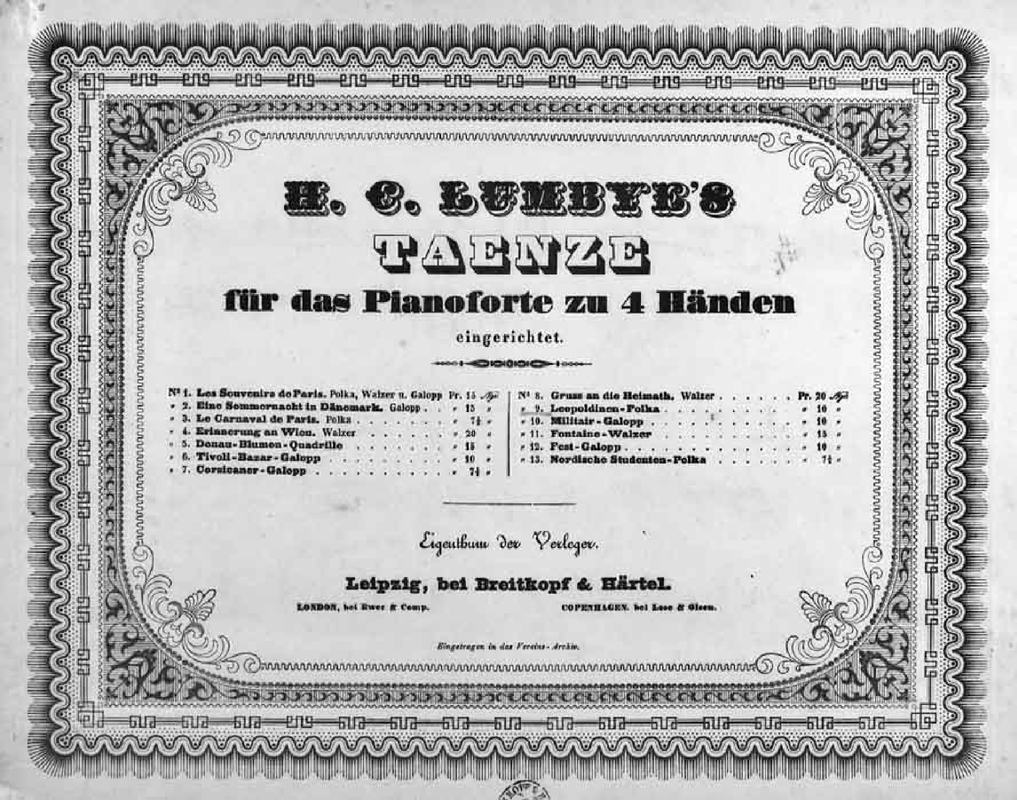 H. C. LUMBYE'S
TAENZE
für das Pianoforte zu 4 Händen
eingerichtet.
Nº 1. Les Souvenirs de Paris. Polka, Walzer u. Galopp Pr. 15 Ngr
" 2. Eine Sommernacht in Dänemark. Galopp . . " 15 "
" 3. Le Carnaval de Paris. Polka . . . . . . . " 7½ "
" 4. Erinnerung an Wien. Walzer . . . . . . . " 20 "
" 5. Donau-Blumen-Quadrille . . . . . . . " 15 "
" 6. Tivoli-Bazar-Galopp . . . . . . . . . " 10 "
" 7. Corsicaner-Galopp . . . . . . . . . . " 7½ "
Nº 8. Gruss an die Heimath, Walzer . . . . . Pr. 20 Ngr
" 9. Leopoldinen-Polka . . . . . . . . . " 10 "
" 10. Militair-Galopp . . . . . . . . . . " 10 "
" 11. Fontaine-Walzer . . . . . . . . . . " 15 "
" 12. Fest-Galopp . . . . . . . . . . . . " 10 "
" 13. Nordische Studenten-Polka . . . . . . " 7½ "
Eigenthum der Verleger.
Leipzig, bei Breitkopf & Härtel.
LONDON, bei Ewer & Comp. COPENHAGEN, bei Lose & Olsen.
Eingetragen in das Vereins-Archiv.